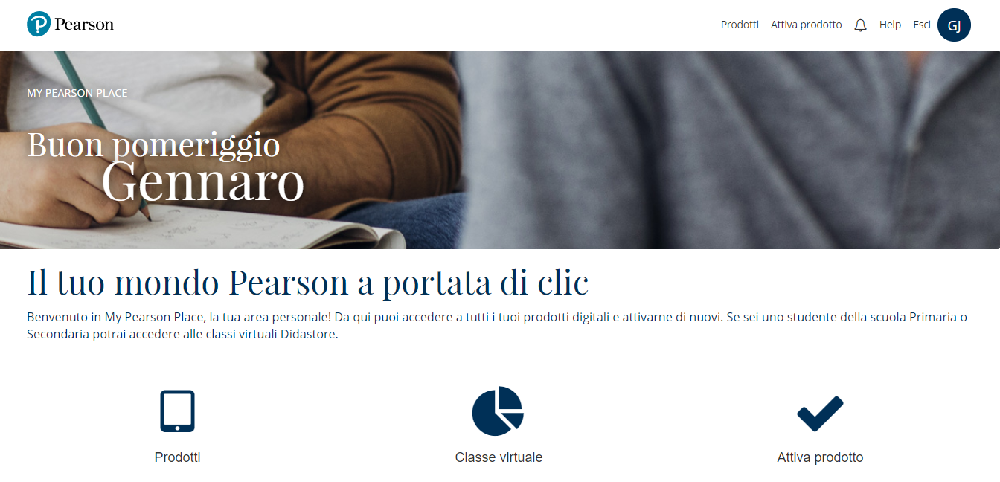 Pearson
Prodotti Attiva prodotto Help Esci GJ
MY PEARSON PLACE
Buon pomeriggio
Gennaro
Il tuo mondo Pearson a portata di clic
Benvenuto in My Pearson Place, la tua area personale! Da qui puoi accedere a tutti i tuoi prodotti digitali e attivarne di nuovi. Se sei uno studente della scuola Primaria o
Secondaria potrai accedere alle classi virtuali Didastore.
Prodotti
Classe virtuale
Attiva prodotto